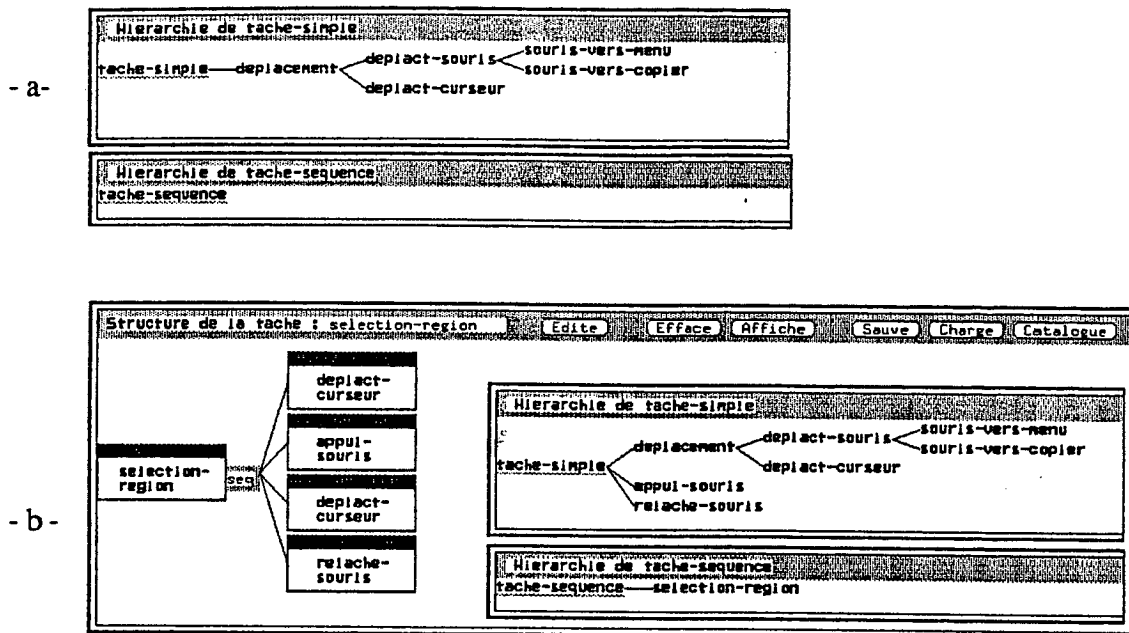 - a-
Hierarchie de tache-simple
tache-simple deplacement deplact-souris souris-vers-menu
souris-vers-copier
deplact-curseur
Hierarchie de tache-sequence
tache-sequence
- b -
Structure de la tache : selection-region Edite Efface Affiche Sauve Charge Catalogue
selection-
region
seq
deplact-
curseur
appui-
souris
deplact-
curseur
relache-
souris
Hierarchie de tache-simple
s
tache-simple deplacement deplact-souris souris-vers-menu
souris-vers-copier
deplact-curseur
appui-souris
relache-souris
Hierarchie de tache-sequence
tache-sequence selection-region